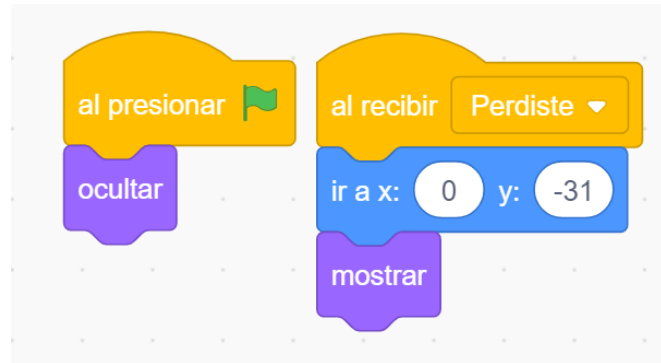 al presionar
ocultar
al recibir Perdiste
ir a x: 0 y: -31
mostrar